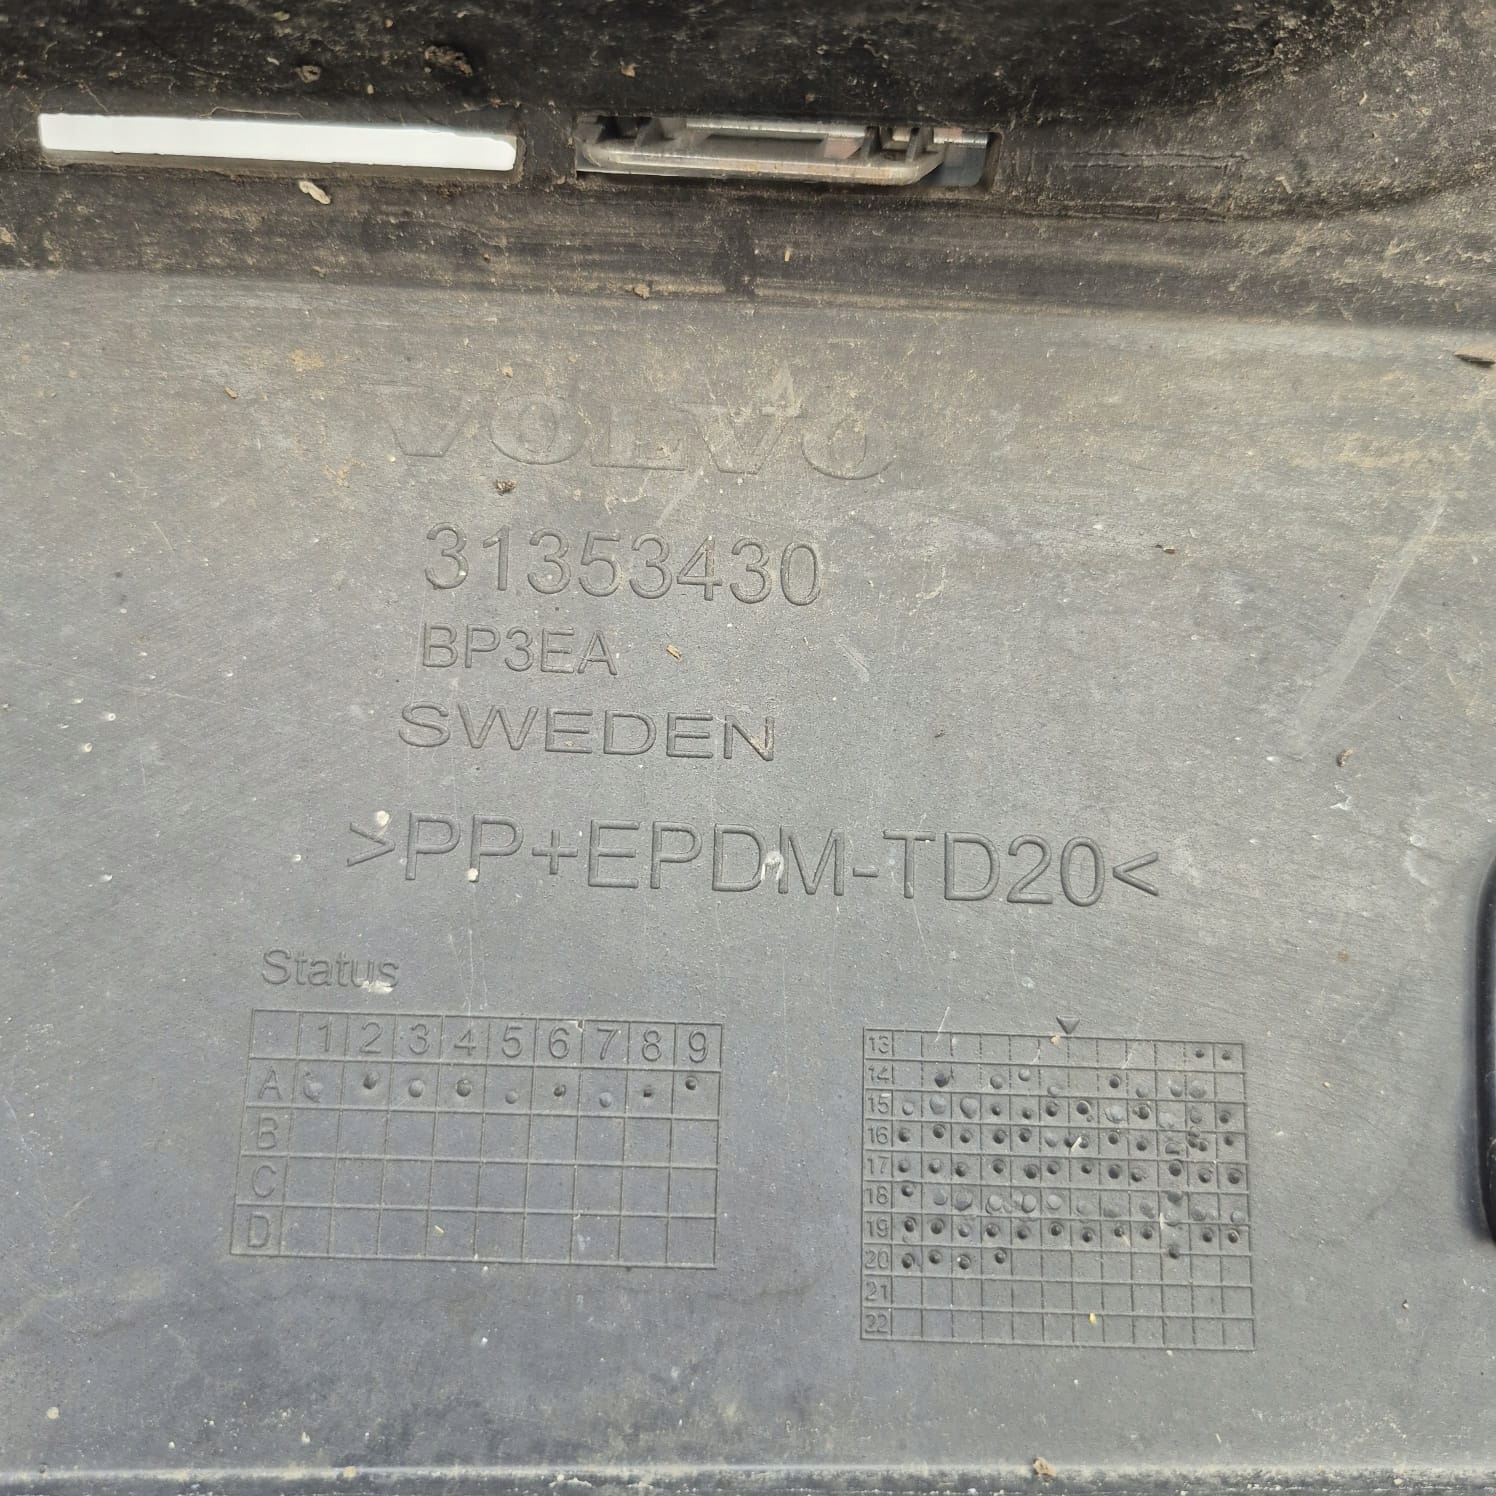 VOLVO
31353430
BP3EA
SWEDEN
>PP+EPDM-TD20<
Status
1 2 3 4 5 6 7 8 9
A
B
C
D
13
14
15
16
17
18
19
20
21
22